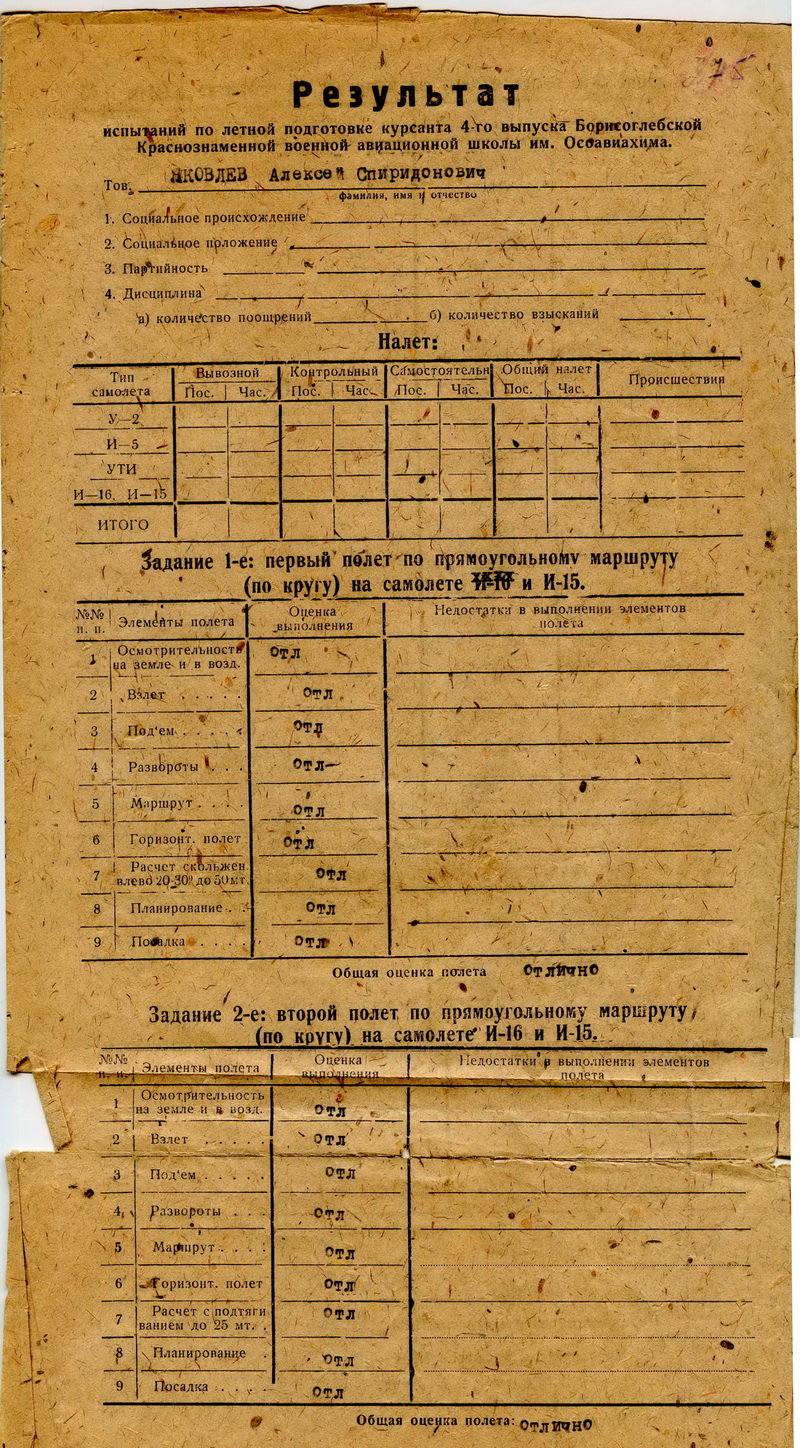 75
Результат
испытаний по летной подготовке курсанта 4-го выпуска Борисоглебской
Краснознаменной военной авиационной школы им. Осоавиахима.
Тов. ЯКОВЛЕВ Алексей Спиридонович
фамилия, имя и отчество
1. Социальное происхождение
2. Социальное положение
3. Партийность
4. Дисциплина
а) количество поощрений б) количество взысканий
Налет:
Тип самолета Вывозной Контрольный Самостоятельн Общий налет Происшествия
Пос. Час. Пос. Час. Пос. Час. Пос. Час.
У—2
И—5
УТИ
И—16, И—15
ИТОГО
Задание 1-е: первый полет по прямоугольному маршруту
(по кругу) на самолете И-16 и И-15.
№№ п. п. Элементы полета Оценка выполнения Недостатки в выполнении элементов полета
1 Осмотрительность на земле и в возд. Отл
2 Взлет . . . . . Отл
3 Под'ем . . . . . Отл
4 Развороты . . . Отл
5 Маршрут . . . . Отл
6 Горизонт. полет Отл
7 Расчет скольжен. влево 20-30° до 50 мт. Отл
8 Планирование . . Отл
9 Посадка . . . . Отл
Общая оценка полета Отлично
Задание 2-е: второй полет по прямоугольному маршруту
(по кругу) на самолете И-16 и И-15.
№№ п. п. Элементы полета Оценка выполнения Недостатки в выполнении элементов полета
1 Осмотрительность на земле и в возд. Отл
2 Взлет . . . . . Отл
3 Под'ем . . . . . Отл
4 Развороты . . . Отл
5 Маршрут . . . . Отл
6 Горизонт. полет Отл
7 Расчет с подтягиванием до 25 мт. . Отл
8 Планирование . Отл
9 Посадка . . . . Отл
Общая оценка полета: Отлично